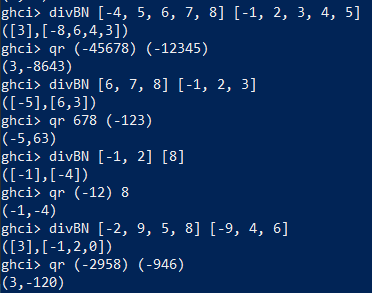 ghci> divBN [-4, 5, 6, 7, 8] [-1, 2, 3, 4, 5]
([3],[-8,6,4,3])
ghci> qr (-45678) (-12345)
(3,-8643)
ghci> divBN [6, 7, 8] [-1, 2, 3]
([-5],[6,3])
ghci> qr 678 (-123)
(-5,63)
ghci> divBN [-1, 2] [8]
([-1],[-4])
ghci> qr (-12) 8
(-1,-4)
ghci> divBN [-2, 9, 5, 8] [-9, 4, 6]
([3],[-1,2,0])
ghci> qr (-2958) (-946)
(3,-120)